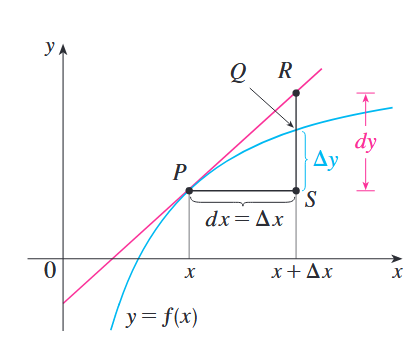 y
Q R
dy
Δy
P
S
dx = Δx
0 x x + Δx x
y = f(x)